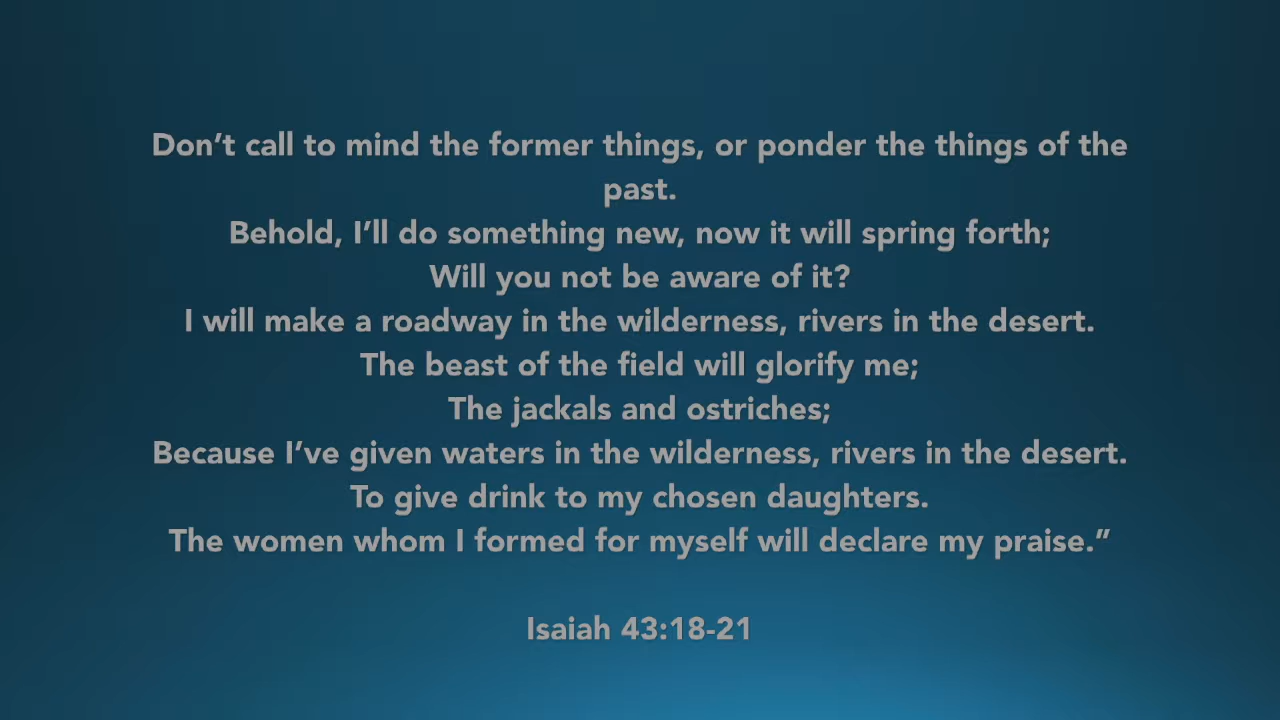 Don’t call to mind the former things, or ponder the things of the
past.
Behold, I’ll do something new, now it will spring forth;
Will you not be aware of it?
I will make a roadway in the wilderness, rivers in the desert.
The beast of the field will glorify me;
The jackals and ostriches;
Because I’ve given waters in the wilderness, rivers in the desert.
To give drink to my chosen daughters.
The women whom I formed for myself will declare my praise.”
Isaiah 43:18-21